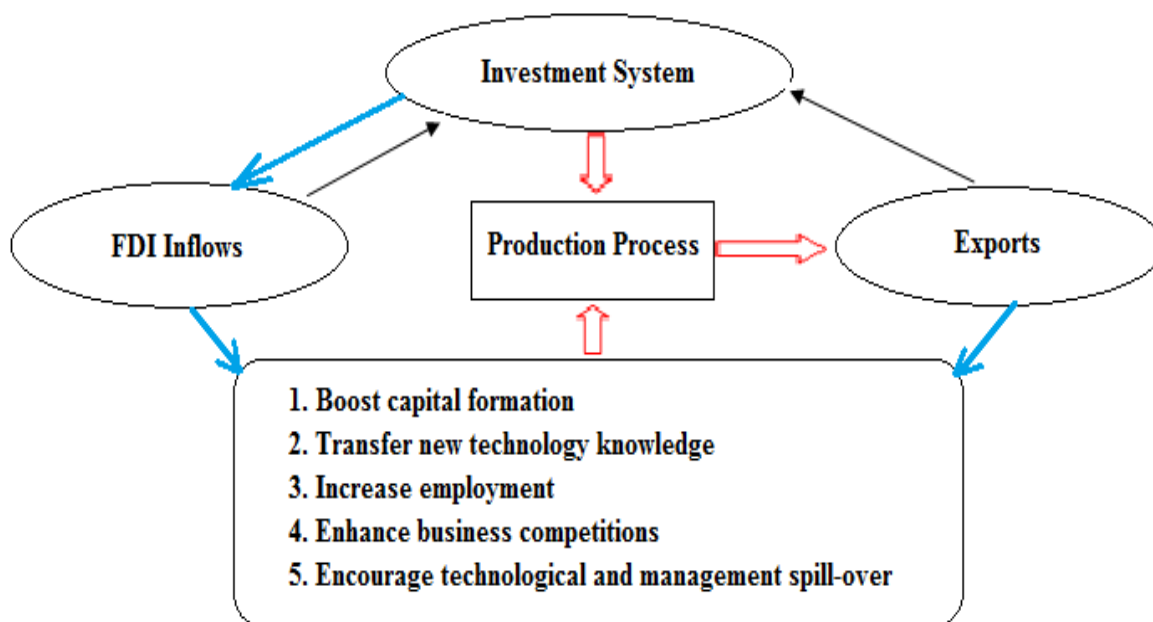 Investment System
FDI Inflows
Production Process
Exports
1. Boost capital formation
2. Transfer new technology knowledge
3. Increase employment
4. Enhance business competitions
5. Encourage technological and management spill-over